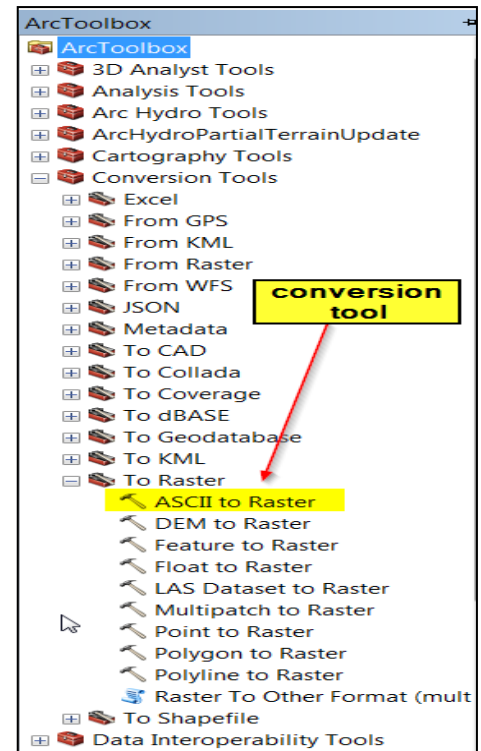 ArcToolbox
ArcToolbox
3D Analyst Tools
Analysis Tools
Arc Hydro Tools
ArcHydroPartialTerrainUpdate
Cartography Tools
Conversion Tools
Excel
From GPS
From KML
From Raster
From WFS
conversion
tool
JSON
Metadata
To CAD
To Collada
To Coverage
To dBASE
To Geodatabase
To KML
To Raster
ASCII to Raster
DEM to Raster
Feature to Raster
Float to Raster
LAS Dataset to Raster
Multipatch to Raster
Point to Raster
Polygon to Raster
Polyline to Raster
Raster To Other Format (mult
To Shapefile
Data Interoperability Tools